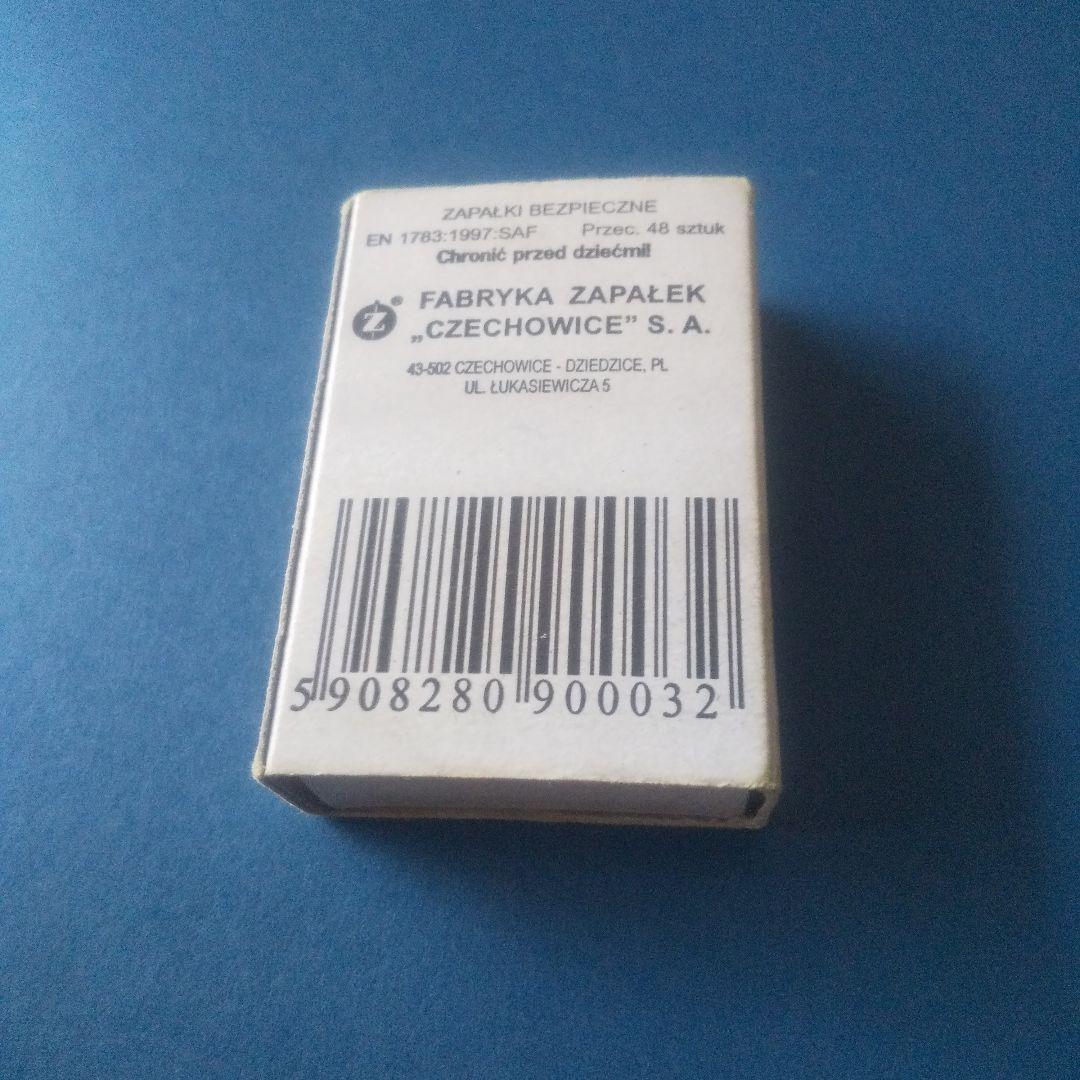 ZAPAŁKI BEZPIECZNE
EN 1783:1997:SAF Przec. 48 sztuk
Chronić przed dziećmi!
Z ® FABRYKA ZAPAŁEK
„CZECHOWICE” S. A.
43-502 CZECHOWICE - DZIEDZICE, PL
UL. ŁUKASIEWICZA 5
5 908280 900032